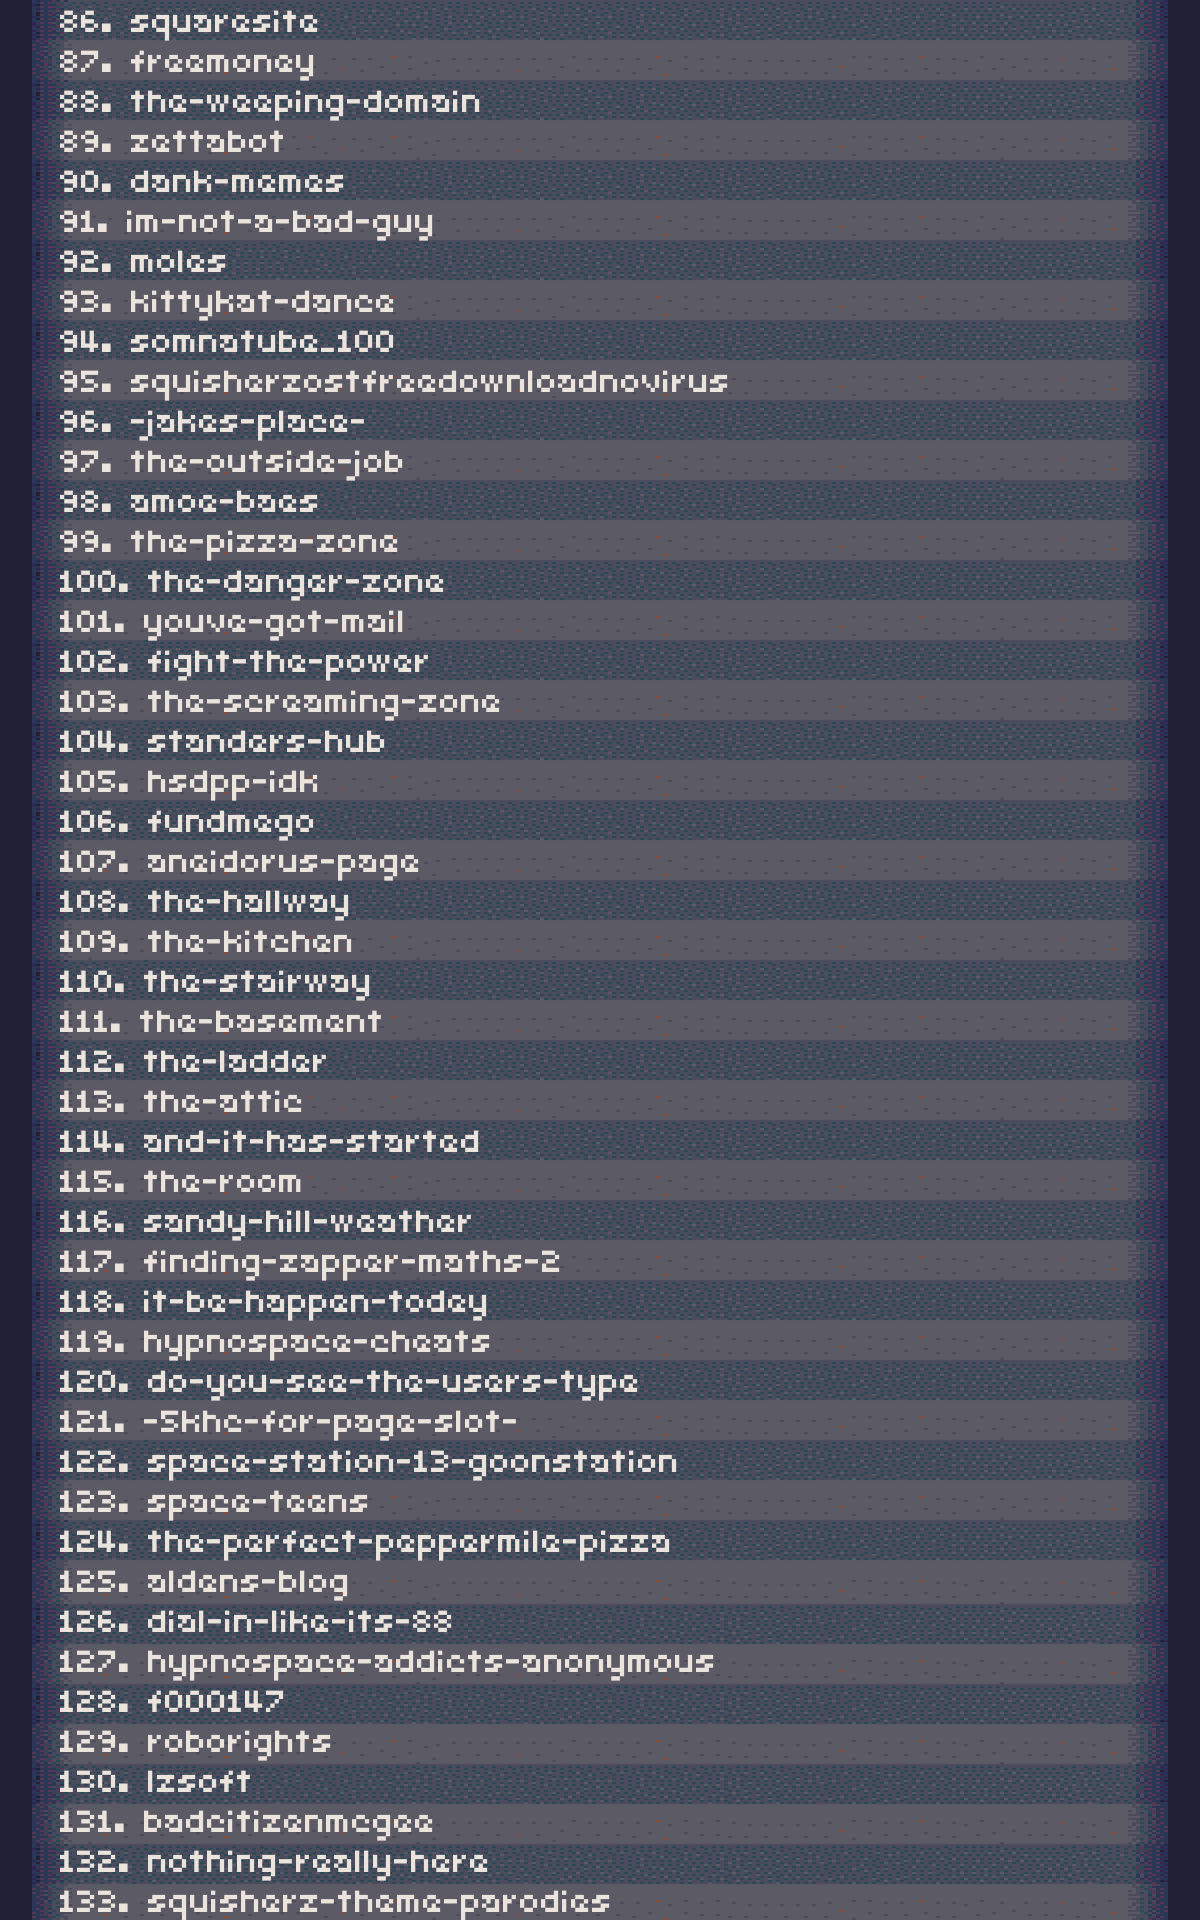 86. squaresite
87. freemoney
88. the-weeping-domain
89. zettabot
90. dank-memes
91. im-not-a-bad-guy
92. moles
93. kittykat-dance
94. somnatube_100
95. squisherzostfreedownloadnovirus
96. -jakes-place-
97. the-outside-job
98. amoe-baes
99. the-pizza-zone
100. the-danger-zone
101. youve-got-mail
102. fight-the-power
103. the-screaming-zone
104. standers-hub
105. hsdpp-idk
106. fundmego
107. aneidorus-page
108. the-hallway
109. the-kitchen
110. the-stairway
111. the-basement
112. the-ladder
113. the-attic
114. and-it-has-started
115. the-room
116. sandy-hill-weather
117. finding-zapper-maths-2
118. it-be-happen-today
119. hypnospace-cheats
120. do-you-see-the-users-type
121. -5khc-for-page-slot-
122. space-station-13-goonstation
123. space-teens
124. the-perfect-peppermile-pizza
125. aldens-blog
126. dial-in-like-its-88
127. hypnospace-addicts-anonymous
128. f000147
129. roborights
130. lzsoft
131. badcitizenmcgee
132. nothing-really-here
133. squisherz-theme-parodies